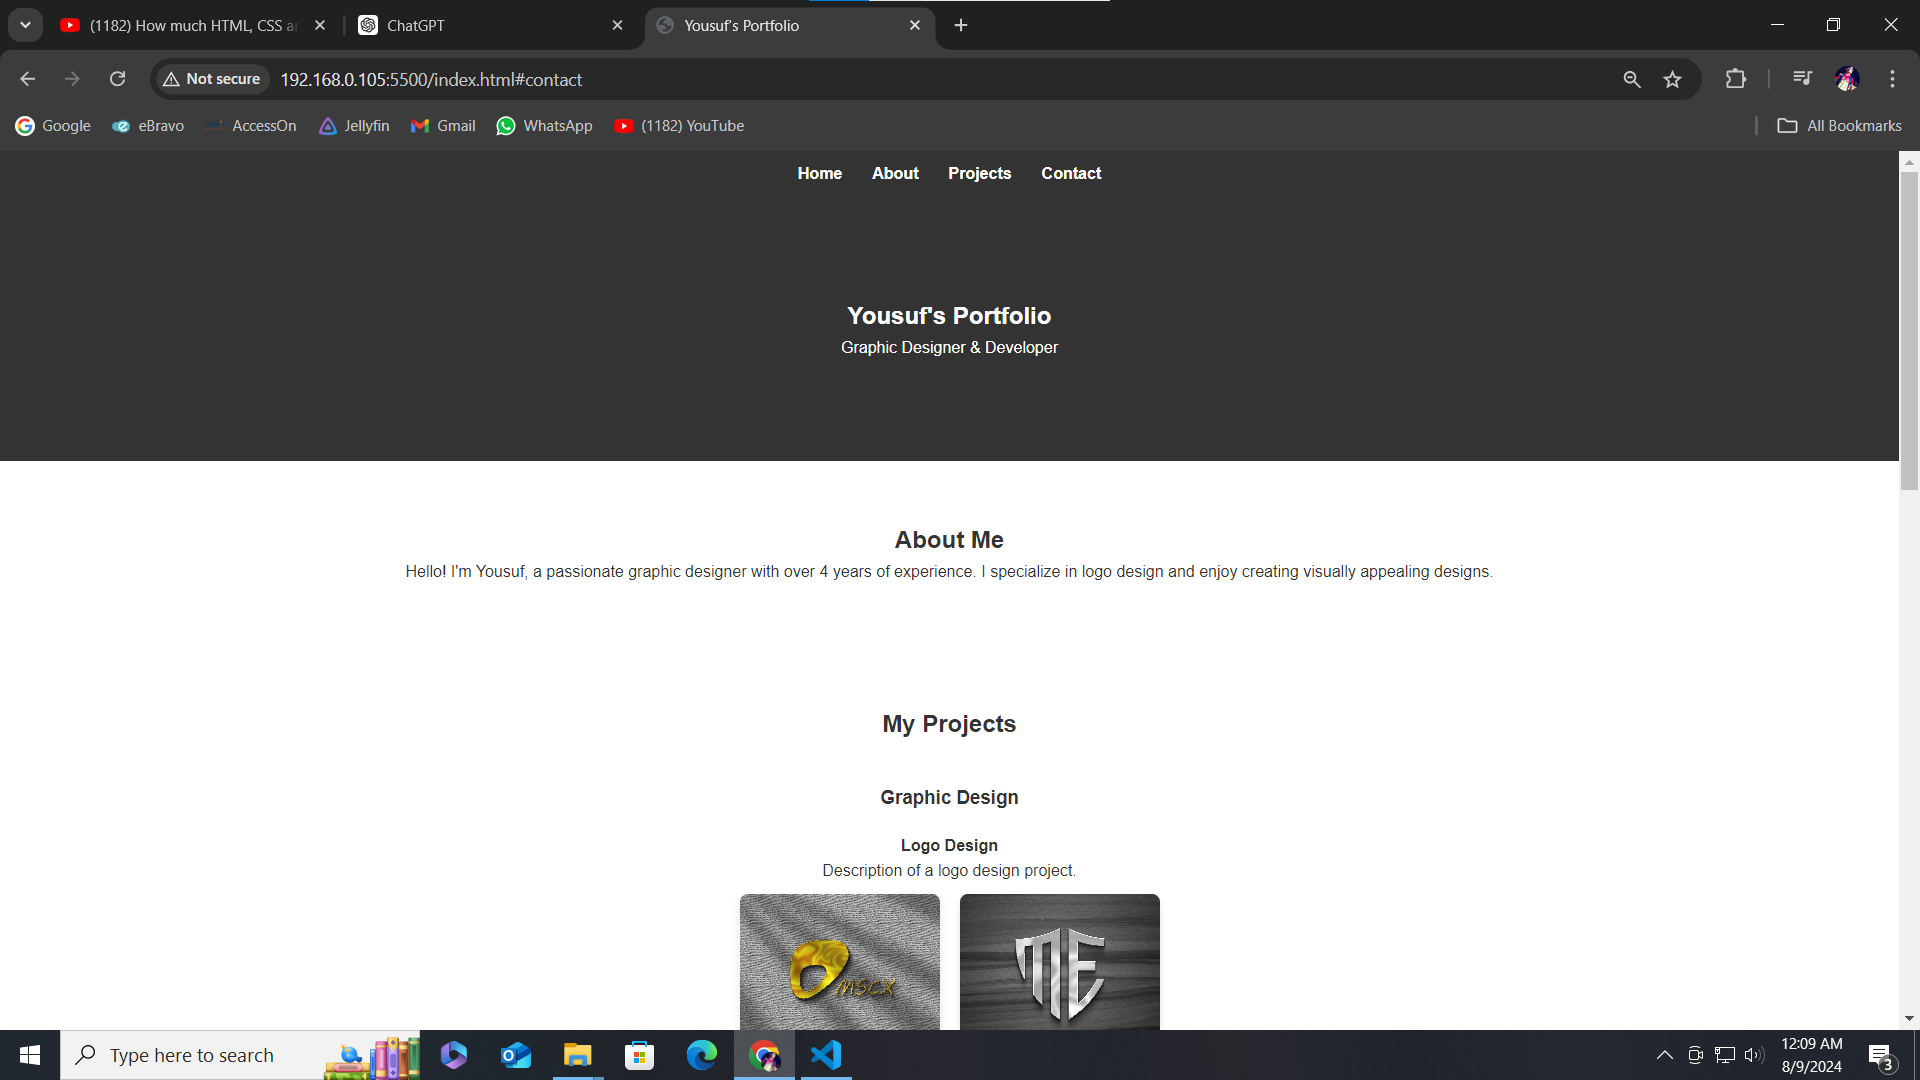 (1182) How much HTML, CSS a
ChatGPT
Yousuf's Portfolio
Not secure
192.168.0.105:5500/index.html#contact
Google
eBravo
AccessOn
Jellyfin
Gmail
WhatsApp
(1182) YouTube
All Bookmarks
Home About Projects Contact
Yousuf's Portfolio
Graphic Designer & Developer
About Me
Hello! I'm Yousuf, a passionate graphic designer with over 4 years of experience. I specialize in logo design and enjoy creating visually appealing designs.
My Projects
Graphic Design
Logo Design
Description of a logo design project.
MSCX
ME
Type here to search
12:09 AM
8/9/2024
3